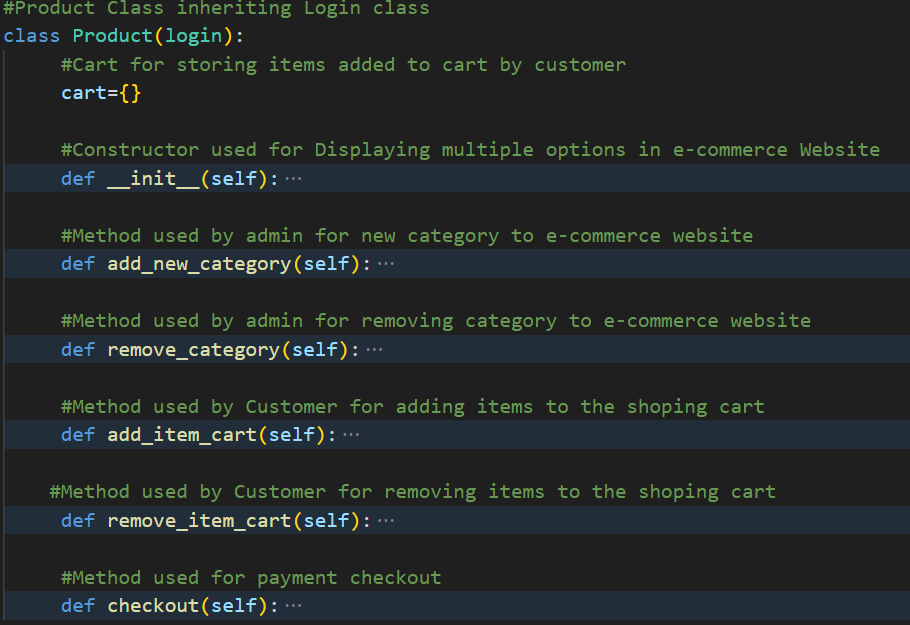 #Product Class inheriting Login class
class Product(login):
#Cart for storing items added to cart by customer
cart={}
#Constructor used for Displaying multiple options in e-commerce Website
def __init__(self):···
#Method used by admin for new category to e-commerce website
def add_new_category(self):···
#Method used by admin for removing category to e-commerce website
def remove_category(self):···
#Method used by Customer for adding items to the shoping cart
def add_item_cart(self):···
#Method used by Customer for removing items to the shoping cart
def remove_item_cart(self):···
#Method used for payment checkout
def checkout(self):···